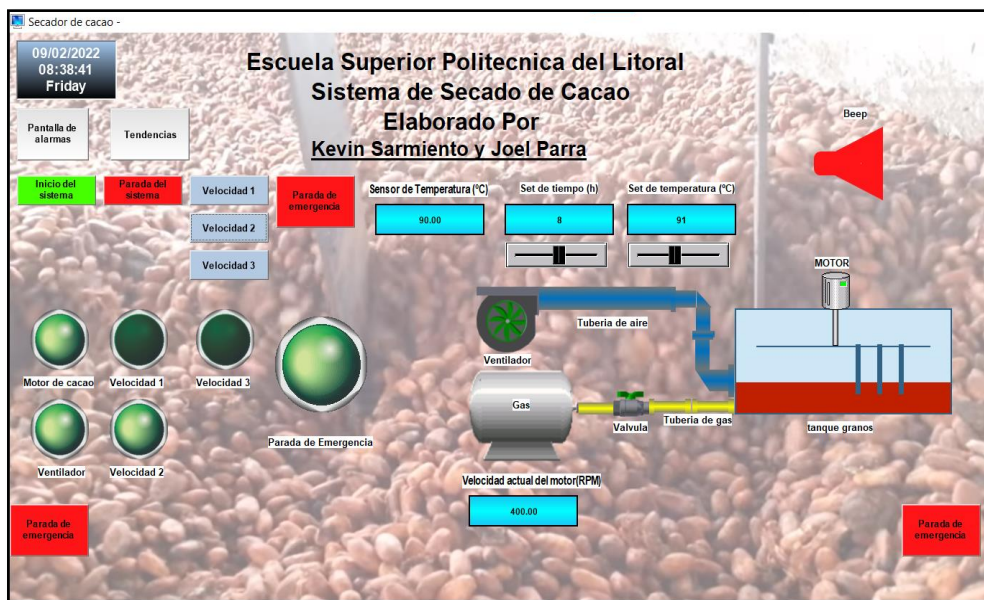 Secador de cacao -
09/02/2022
08:38:41
Friday
Escuela Superior Politecnica del Litoral
Sistema de Secado de Cacao
Elaborado Por
Kevin Sarmiento y Joel Parra
Pantalla de
alarmas
Tendencias
Beep
Inicio del
sistema
Parada del
sistema
Velocidad 1
Velocidad 2
Velocidad 3
Parada de
emergencia
Sensor de Temperatura (ºC)
90.00
Set de tiempo (h)
8
Set de temperatura (ºC)
91
MOTOR
Tuberia de aire
Ventilador
Motor de cacao
Velocidad 1
Velocidad 3
Gas
Valvula
Tuberia de gas
tanque granos
Parada de Emergencia
Ventilador
Velocidad 2
Velocidad actual del motor(RPM)
400.00
Parada de
emergencia
Parada de
emergencia